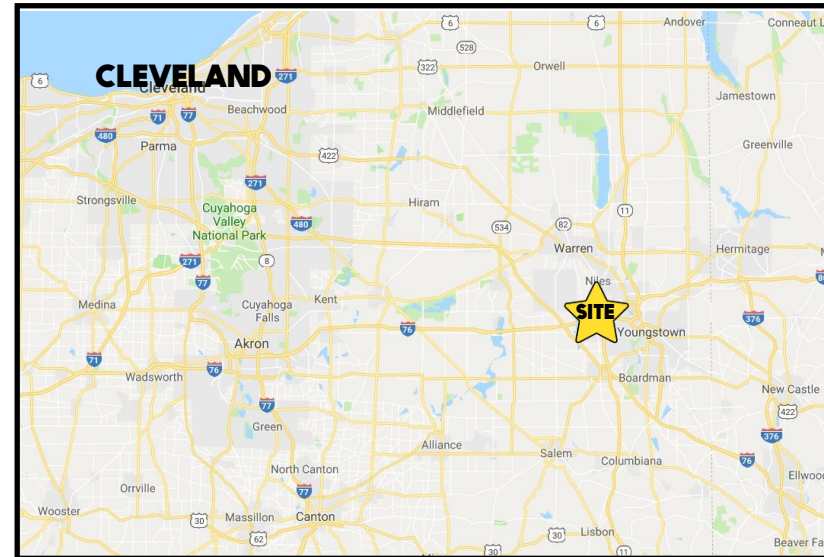 6
6
Andover
Conneaut L
528
CLEVELAND
Cleveland
271
322
Orwell
6
Jamestown
Beachwood
Middlefield
71
77
480
Parma
422
Greenville
271
Strongsville
Cuyahoga
Valley
National Park
Hiram
11
480
534
82
Warren
Hermitage
271
8
77
Niles
80
Medina
Cuyahoga
Falls
Kent
SITE
376
76
Youngstown
Akron
71
76
Wadsworth
Boardman
77
New Castle
422
Green
376
Alliance
Salem
Columbiana
76
North Canton
Ellwoo
Orrville
77
Wooster
30
Massillon
Canton
62
30
Lisbon
30
11
Beaver Fa